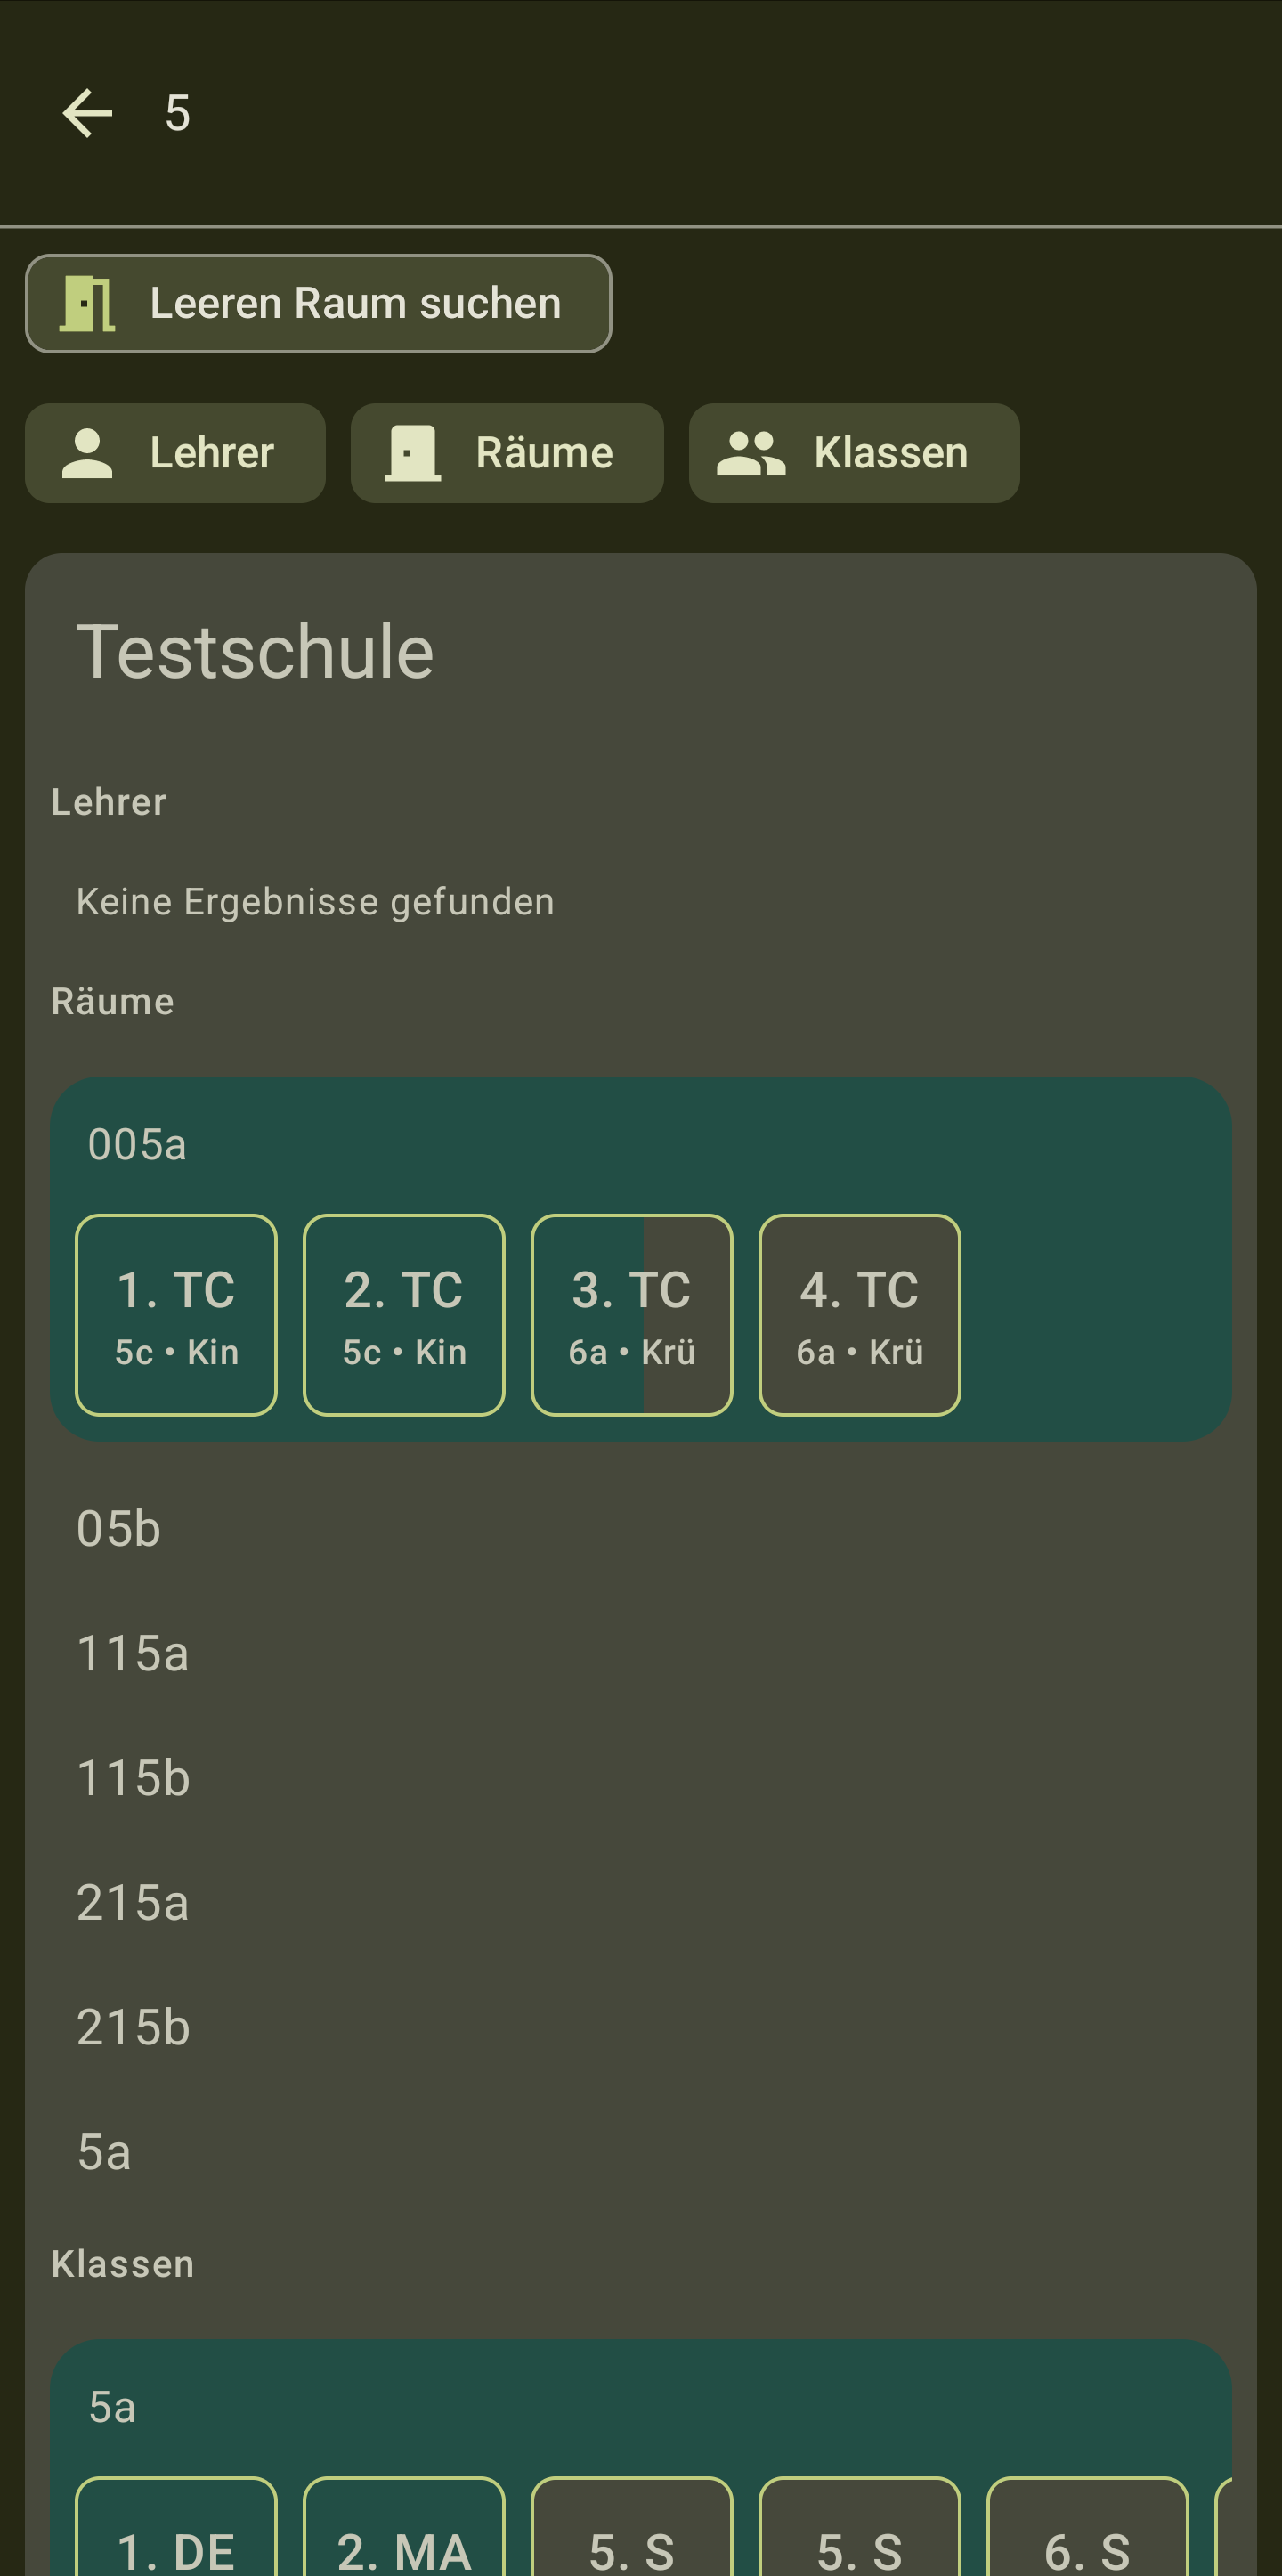 5
Leeren Raum suchen
Lehrer Räume Klassen
Testschule
Lehrer
Keine Ergebnisse gefunden
Räume
005a
1. TC 2. TC 3. TC 4. TC
5c • Kin 5c • Kin 6a • Krü 6a • Krü
05b
115a
115b
215a
215b
5a
Klassen
5a
1. DE 2. MA 5. S 5. S 6. S